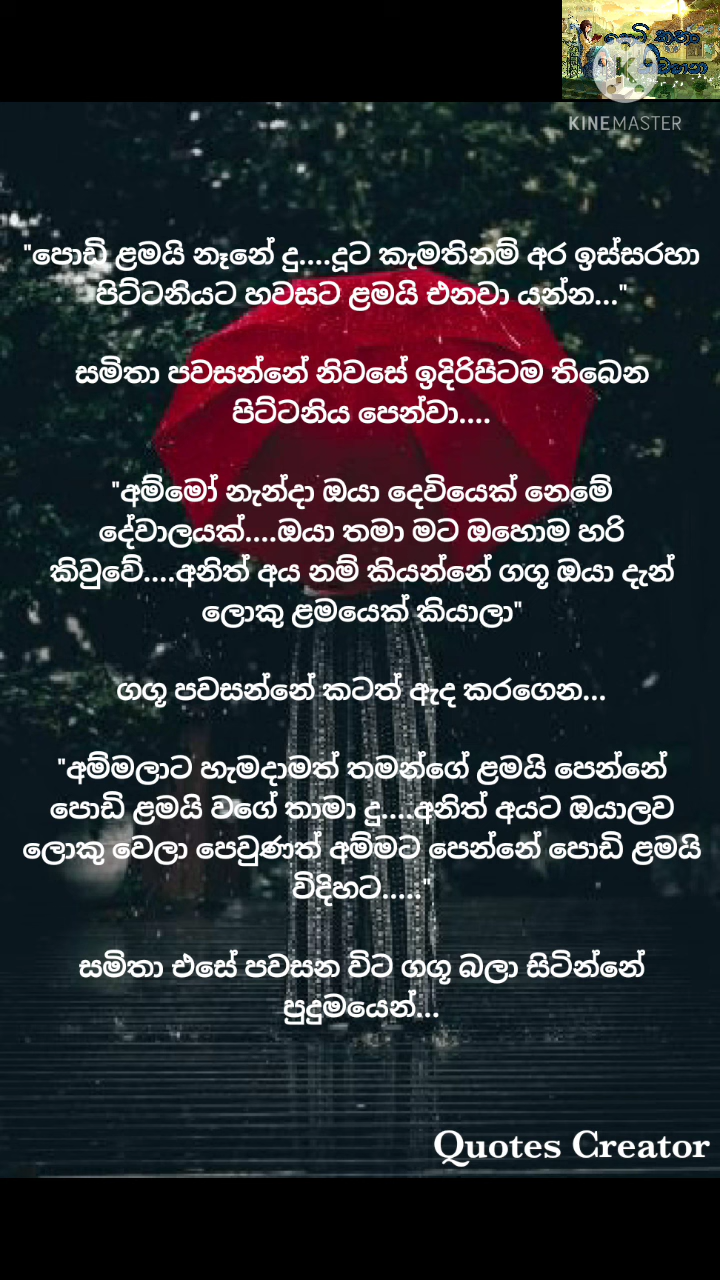 KINEMASTER
"පොඩි ළමයි නෑනේ දු....දූට කැමතිනම් අර ඉස්සරහා
පිට්ටනියට හවසට ළමයි එනවා යන්න..."
සමිතා පවසන්නේ නිවසේ ඉදිරිපිටම තිබෙන
පිට්ටනිය පෙන්වා....
"අම්මෝ නැන්දා ඔයා දෙවියෙක් නෙමේ
දේවාලයක්....ඔයා තමා මට ඔහොම හරි
කිවුවේ....අනිත් අය නම් කියන්නේ ගගූ ඔයා දැන්
ලොකු ළමයෙක් කියාලා"
ගගූ පවසන්නේ කටත් ඇද කරගෙන...
"අම්මලාට හැමදාමත් තමන්ගේ ළමයි පෙන්නේ
පොඩි ළමයි වගේ තාමා දු....අනිත් අයට ඔයාලව
ලොකු වෙලා පෙවුණත් අම්මට පෙන්නේ පොඩි ළමයි
විදිහට....."
සමිතා එසේ පවසන විට ගගූ බලා සිටින්නේ
පුදුමයෙන්...
Quotes Creator